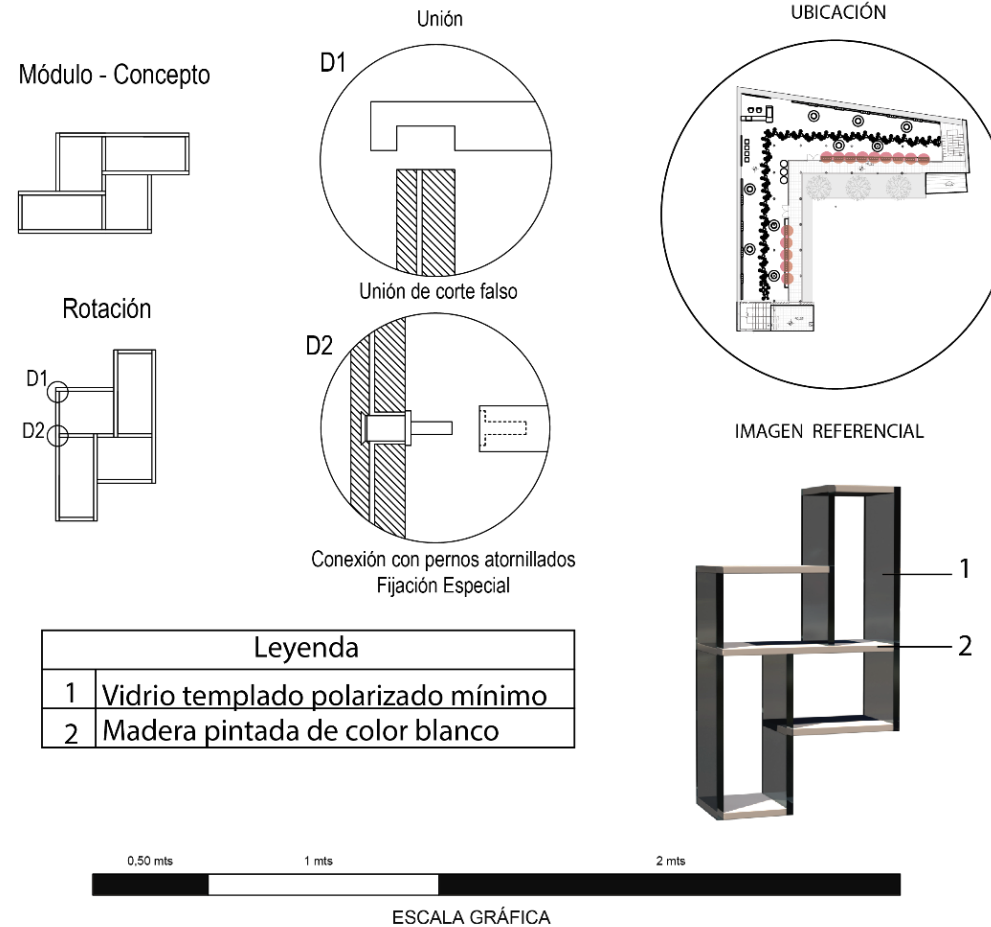 Módulo - Concepto
Rotación
D1
D2
Unión
D1
Unión de corte falso
D2
Conexión con pernos atornillados
Fijación Especial
UBICACIÓN
IMAGEN REFERENCIAL
1
2
Leyenda
1 Vidrio templado polarizado mínimo
2 Madera pintada de color blanco
0,50 mts 1 mts 2 mts
ESCALA GRÁFICA